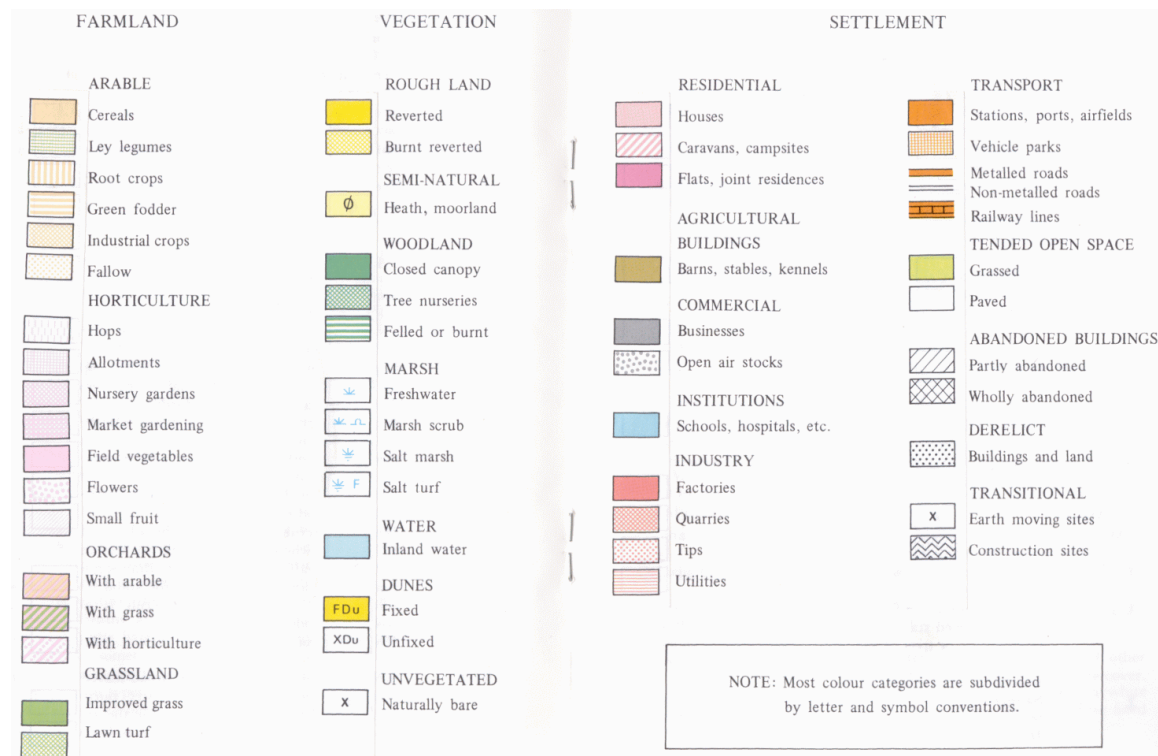 FARMLAND
ARABLE
Cereals
Ley legumes
Root crops
Green fodder
Industrial crops
Fallow
HORTICULTURE
Hops
Allotments
Nursery gardens
Market gardening
Field vegetables
Flowers
Small fruit
ORCHARDS
With arable
With grass
With horticulture
GRASSLAND
Improved grass
Lawn turf
VEGETATION
ROUGH LAND
Reverted
Burnt reverted
SEMI-NATURAL
Ø Heath, moorland
WOODLAND
Closed canopy
Tree nurseries
Felled or burnt
MARSH
Freshwater
Marsh scrub
Salt marsh
F Salt turf
WATER
Inland water
DUNES
FDu Fixed
XDu Unfixed
UNVEGETATED
X Naturally bare
SETTLEMENT
RESIDENTIAL
Houses
Caravans, campsites
Flats, joint residences
AGRICULTURAL
BUILDINGS
Barns, stables, kennels
COMMERCIAL
Businesses
Open air stocks
INSTITUTIONS
Schools, hospitals, etc.
INDUSTRY
Factories
Quarries
Tips
Utilities
TRANSPORT
Stations, ports, airfields
Vehicle parks
Metalled roads
Non-metalled roads
Railway lines
TENDED OPEN SPACE
Grassed
Paved
ABANDONED BUILDINGS
Partly abandoned
Wholly abandoned
DERELICT
Buildings and land
TRANSITIONAL
X Earth moving sites
Construction sites
NOTE: Most colour categories are subdivided
by letter and symbol conventions.